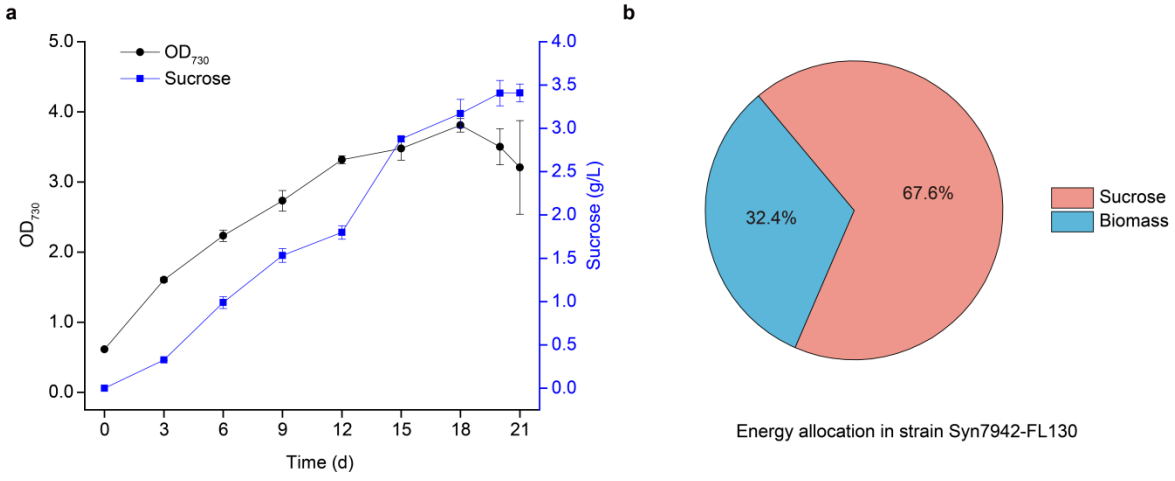 a
OD₇₃₀
Sucrose
5.0
4.0
3.0
2.0
1.0
0.0
OD₇₃₀
4.0
3.5
3.0
2.5
2.0
1.5
1.0
0.5
0.0
Sucrose (g/L)
0 3 6 9 12 15 18 21
Time (d)
b
67.6%
32.4%
Sucrose
Biomass
Energy allocation in strain Syn7942-FL130